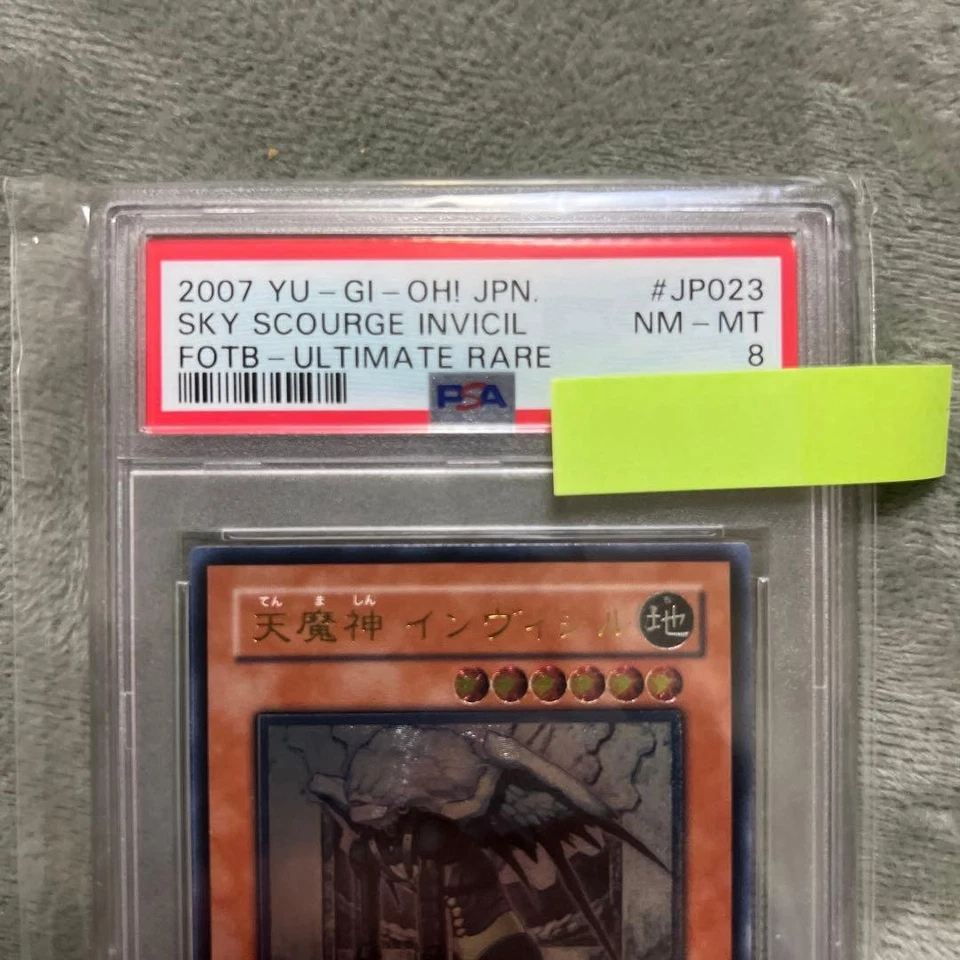 2007 YU-GI-OH! JPN. #JP023
SKY SCOURGE INVICIL NM-MT
FOTB-ULTIMATE RARE 8
PSA
てん ま しん
天魔神 インヴィシル 地